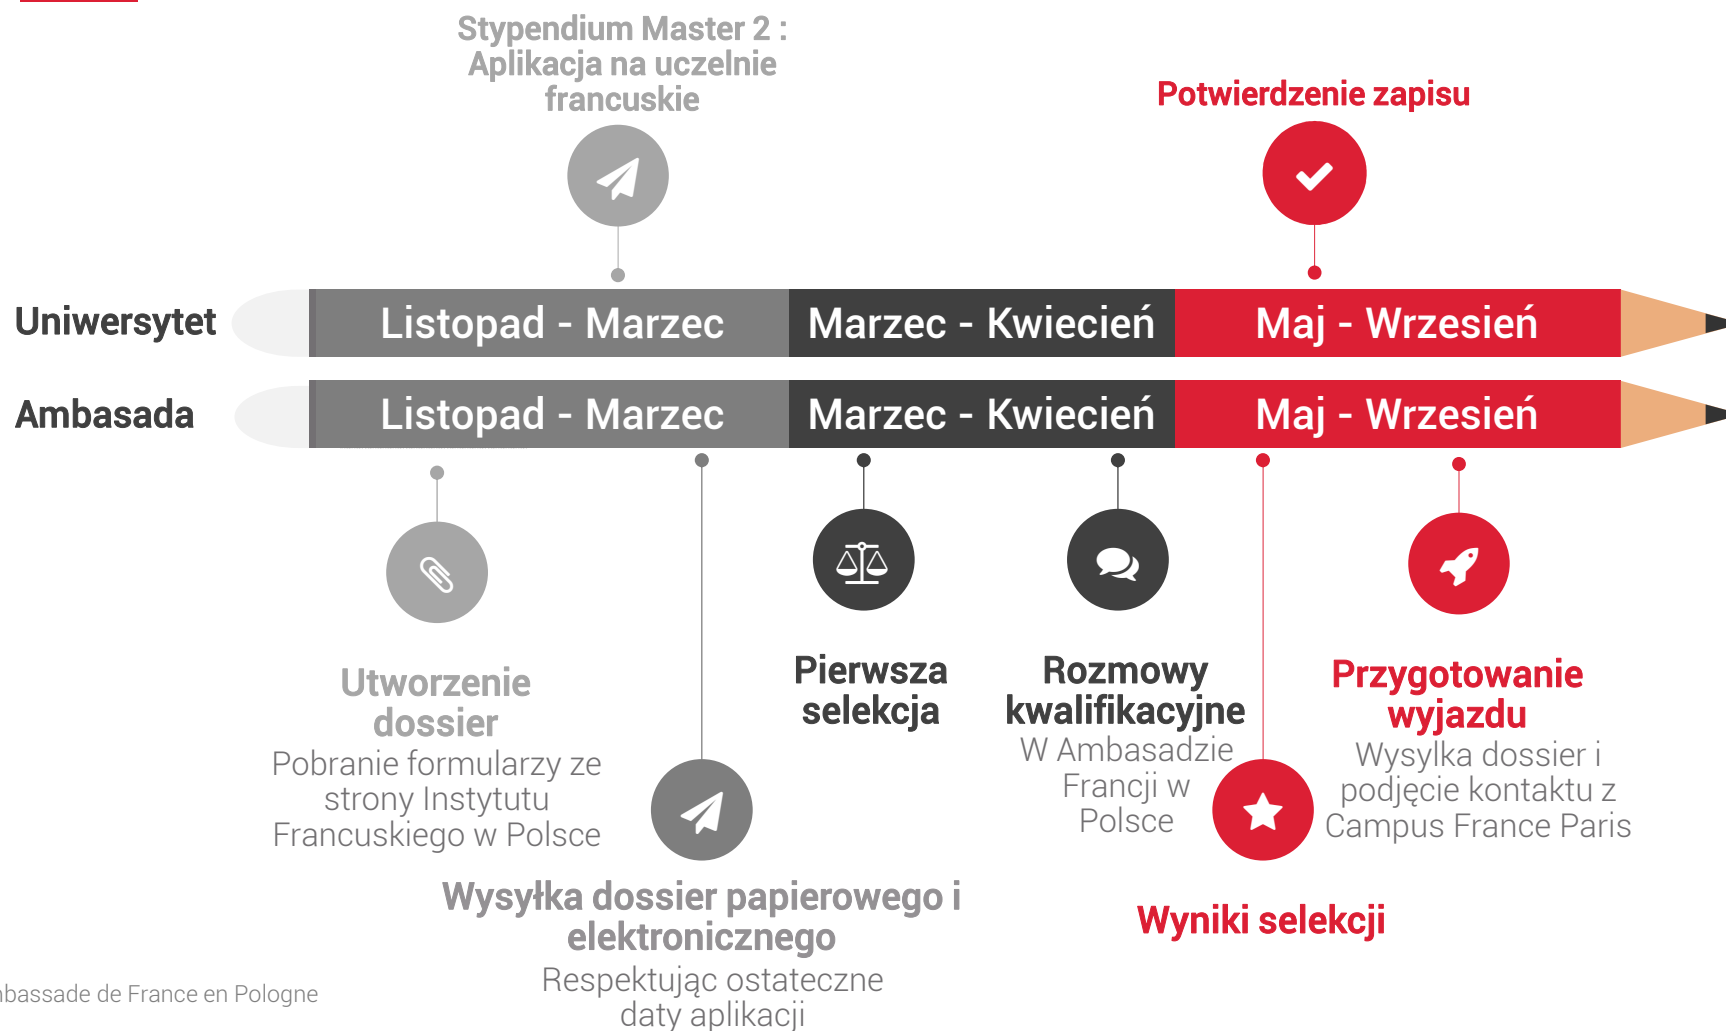 Stypendium Master 2 :
Aplikacja na uczelnie
francuskie
Potwierdzenie zapisu
Uniwersytet
Listopad - Marzec
Marzec - Kwiecień
Maj - Wrzesień
Ambasada
Listopad - Marzec
Marzec - Kwiecień
Maj - Wrzesień
Utworzenie
dossier
Pobranie formularzy ze
strony Instytutu
Francuskiego w Polsce
Wysyłka dossier papierowego i
elektronicznego
Respektując ostateczne
daty aplikacji
Pierwsza
selekcja
Rozmowy
kwalifikacyjne
W Ambasadzie
Francji w
Polsce
Wyniki selekcji
Przygotowanie
wyjazdu
Wysylka dossier i
podjęcie kontaktu z
Campus France Paris
bassade de France en Pologne